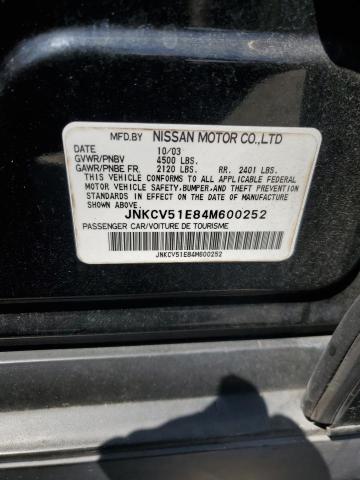 MFD.BY NISSAN MOTOR CO.,LTD
DATE 10/03
GVWR/PNBV 4500 LBS.
GAWR/PNBE FR. 2120 LBS. RR. 2401 LBS.
THIS VEHICLE CONFORMS TO ALL APPLICABLE FEDERAL
MOTOR VEHICLE SAFETY,BUMPER,AND THEFT PREVENTION
STANDARDS IN EFFECT ON THE DATE OF MANUFACTURE
SHOWN ABOVE.
JNKCV51E84M600252
PASSENGER CAR/VOITURE DE TOURISME
JNKCV51E84M600252